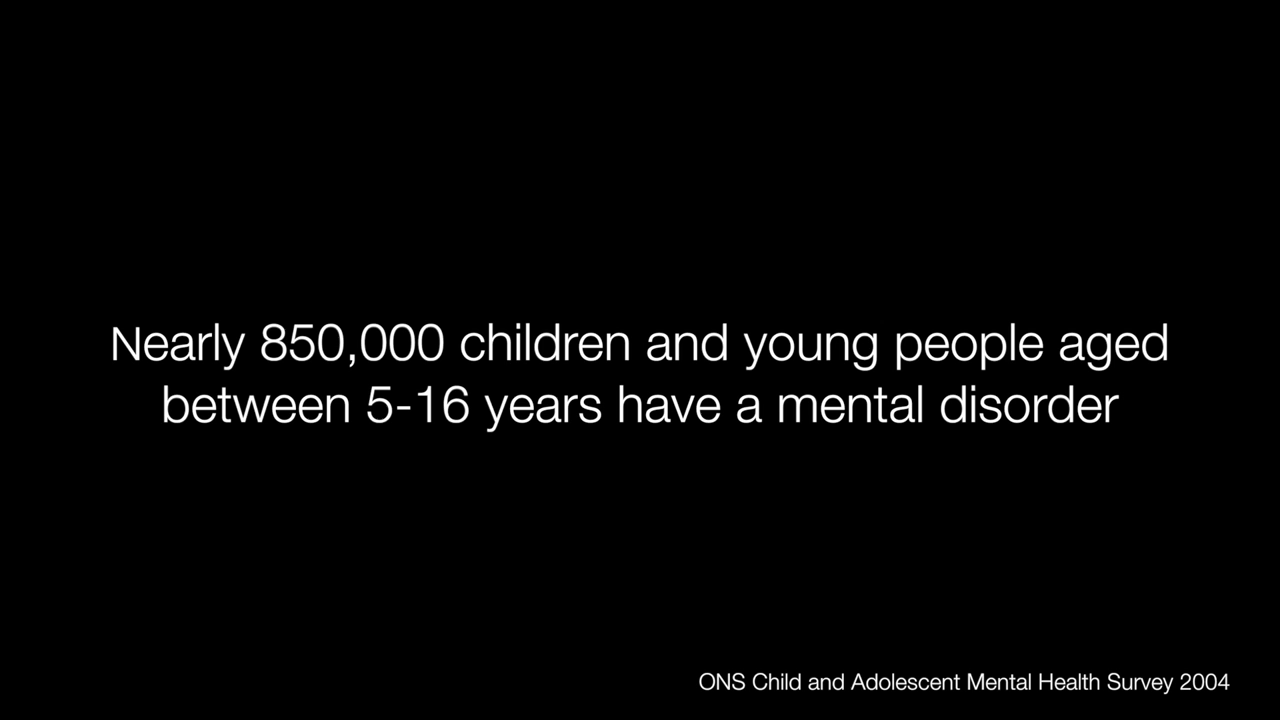 Nearly 850,000 children and young people aged
between 5-16 years have a mental disorder
ONS Child and Adolescent Mental Health Survey 2004